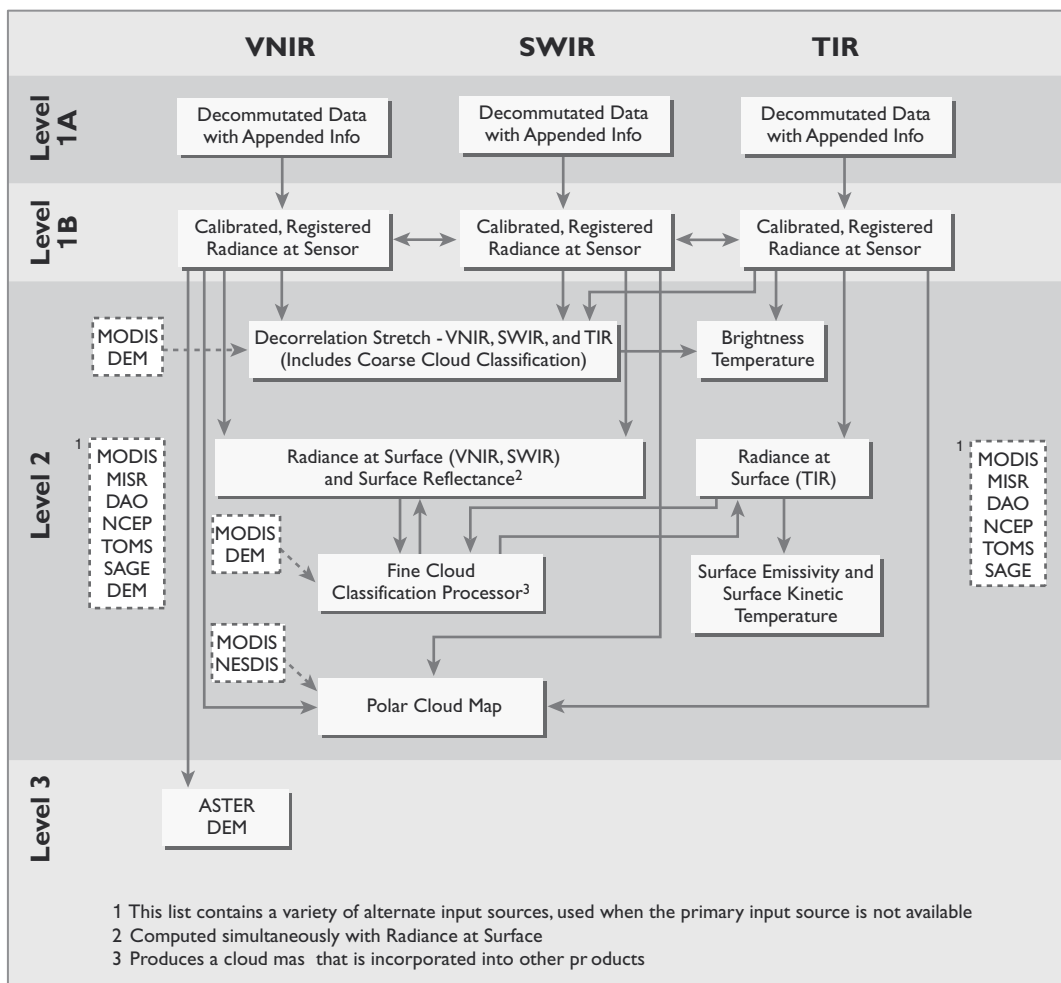 VNIR
SWIR
TIR
Level
1A
Decommutated Data
with Appended Info
Decommutated Data
with Appended Info
Decommutated Data
with Appended Info
Level
1B
Calibrated, Registered
Radiance at Sensor
Calibrated, Registered
Radiance at Sensor
Calibrated, Registered
Radiance at Sensor
Level 2
MODIS
DEM
Decorrelation Stretch - VNIR, SWIR, and TIR
(Includes Coarse Cloud Classification)
Brightness
Temperature
1
MODIS
MISR
DAO
NCEP
TOMS
SAGE
DEM
Radiance at Surface (VNIR, SWIR)
and Surface Reflectance2
Radiance at
Surface (TIR)
1
MODIS
MISR
DAO
NCEP
TOMS
SAGE
MODIS
DEM
Fine Cloud
Classification Processor3
Surface Emissivity and
Surface Kinetic
Temperature
MODIS
NESDIS
Polar Cloud Map
Level 3
ASTER
DEM
1 This list contains a variety of alternate input sources, used when the primary input source is not available
2 Computed simultaneously with Radiance at Surface
3 Produces a cloud mas that is incorporated into other pr oducts